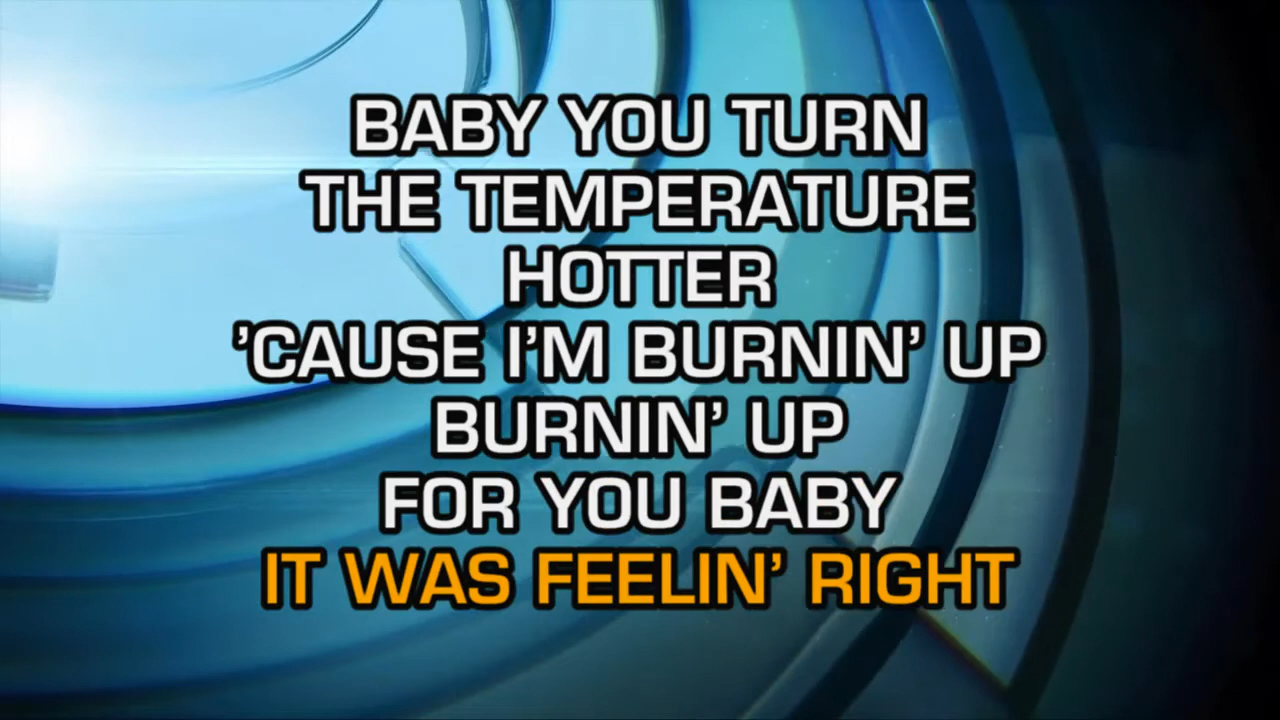 BABY YOU TURN
THE TEMPERATURE
HOTTER
’CAUSE I’M BURNIN’ UP
BURNIN’ UP
FOR YOU BABY
IT WAS FEELIN’ RIGHT